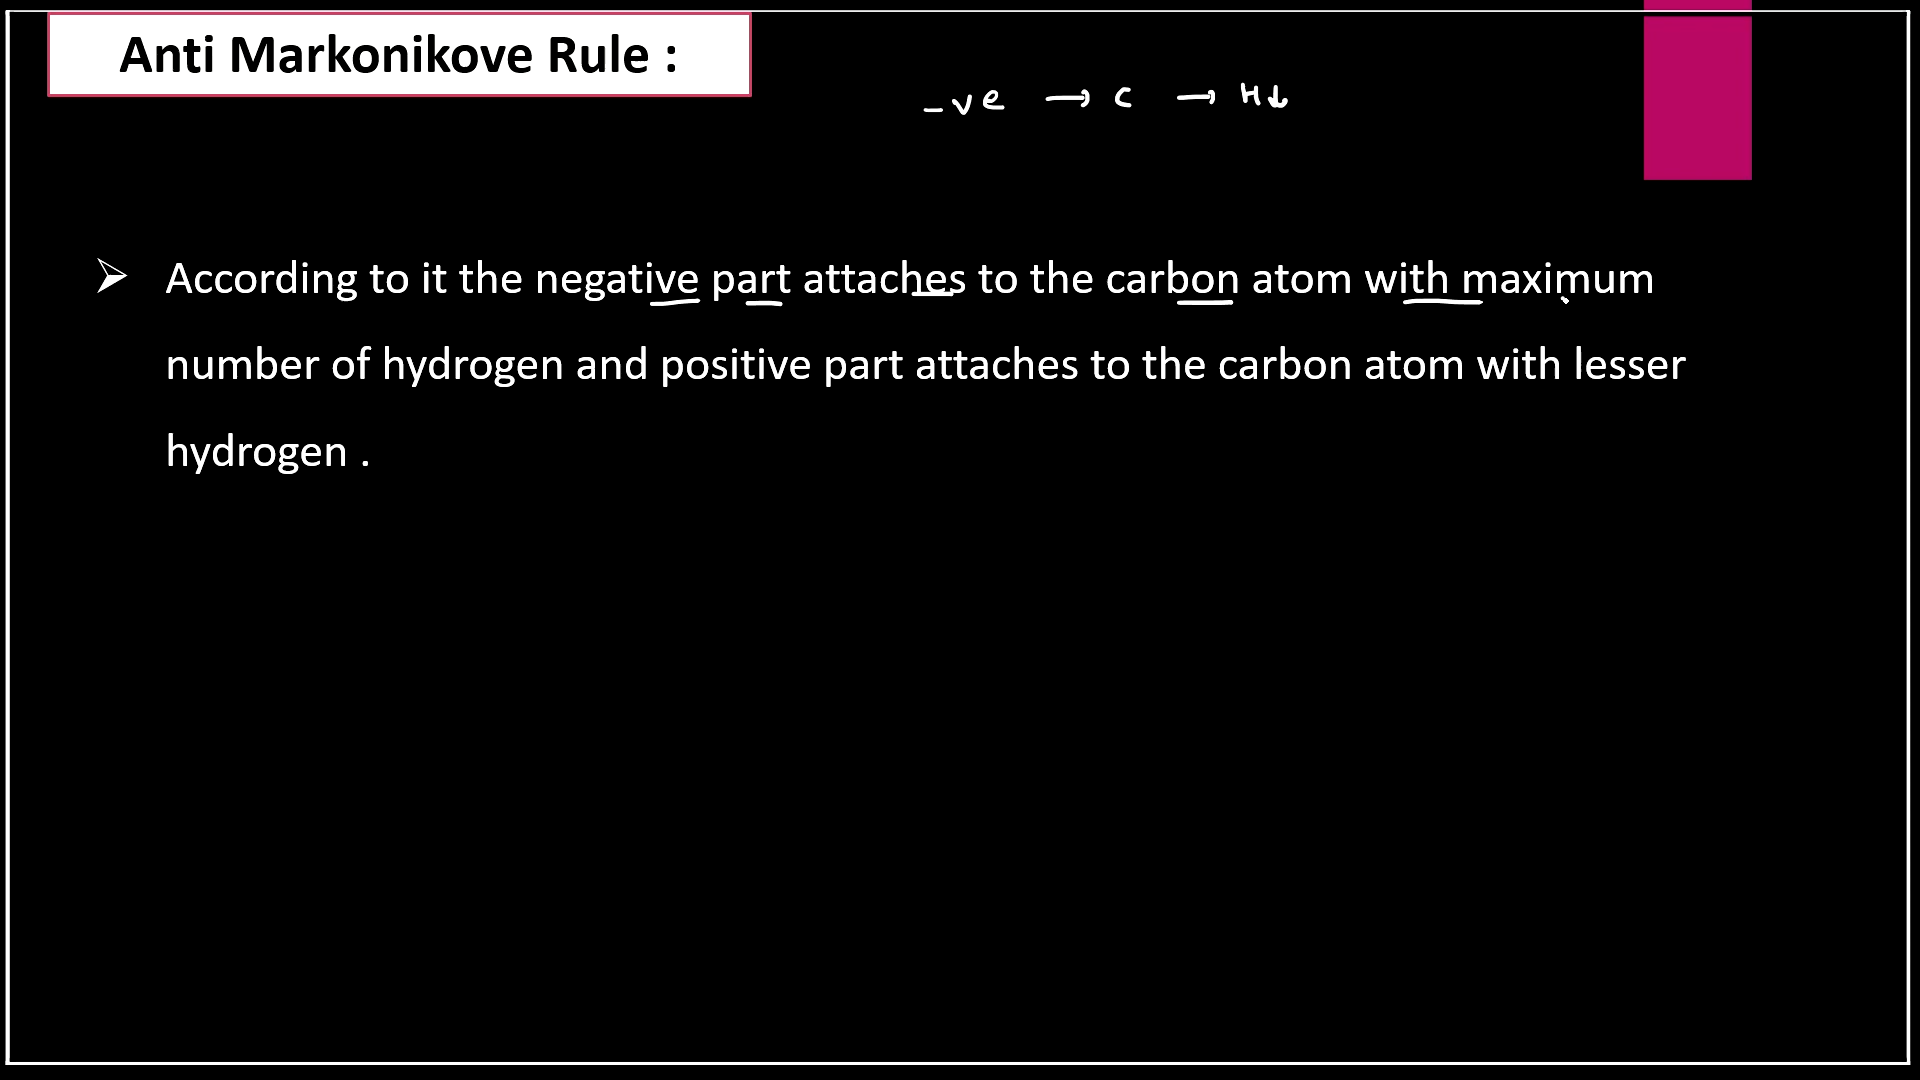 Anti Markonikove Rule :
-ve → C → H↓
➢ According to it the negative part attaches to the carbon atom with maximum
number of hydrogen and positive part attaches to the carbon atom with lesser
hydrogen .